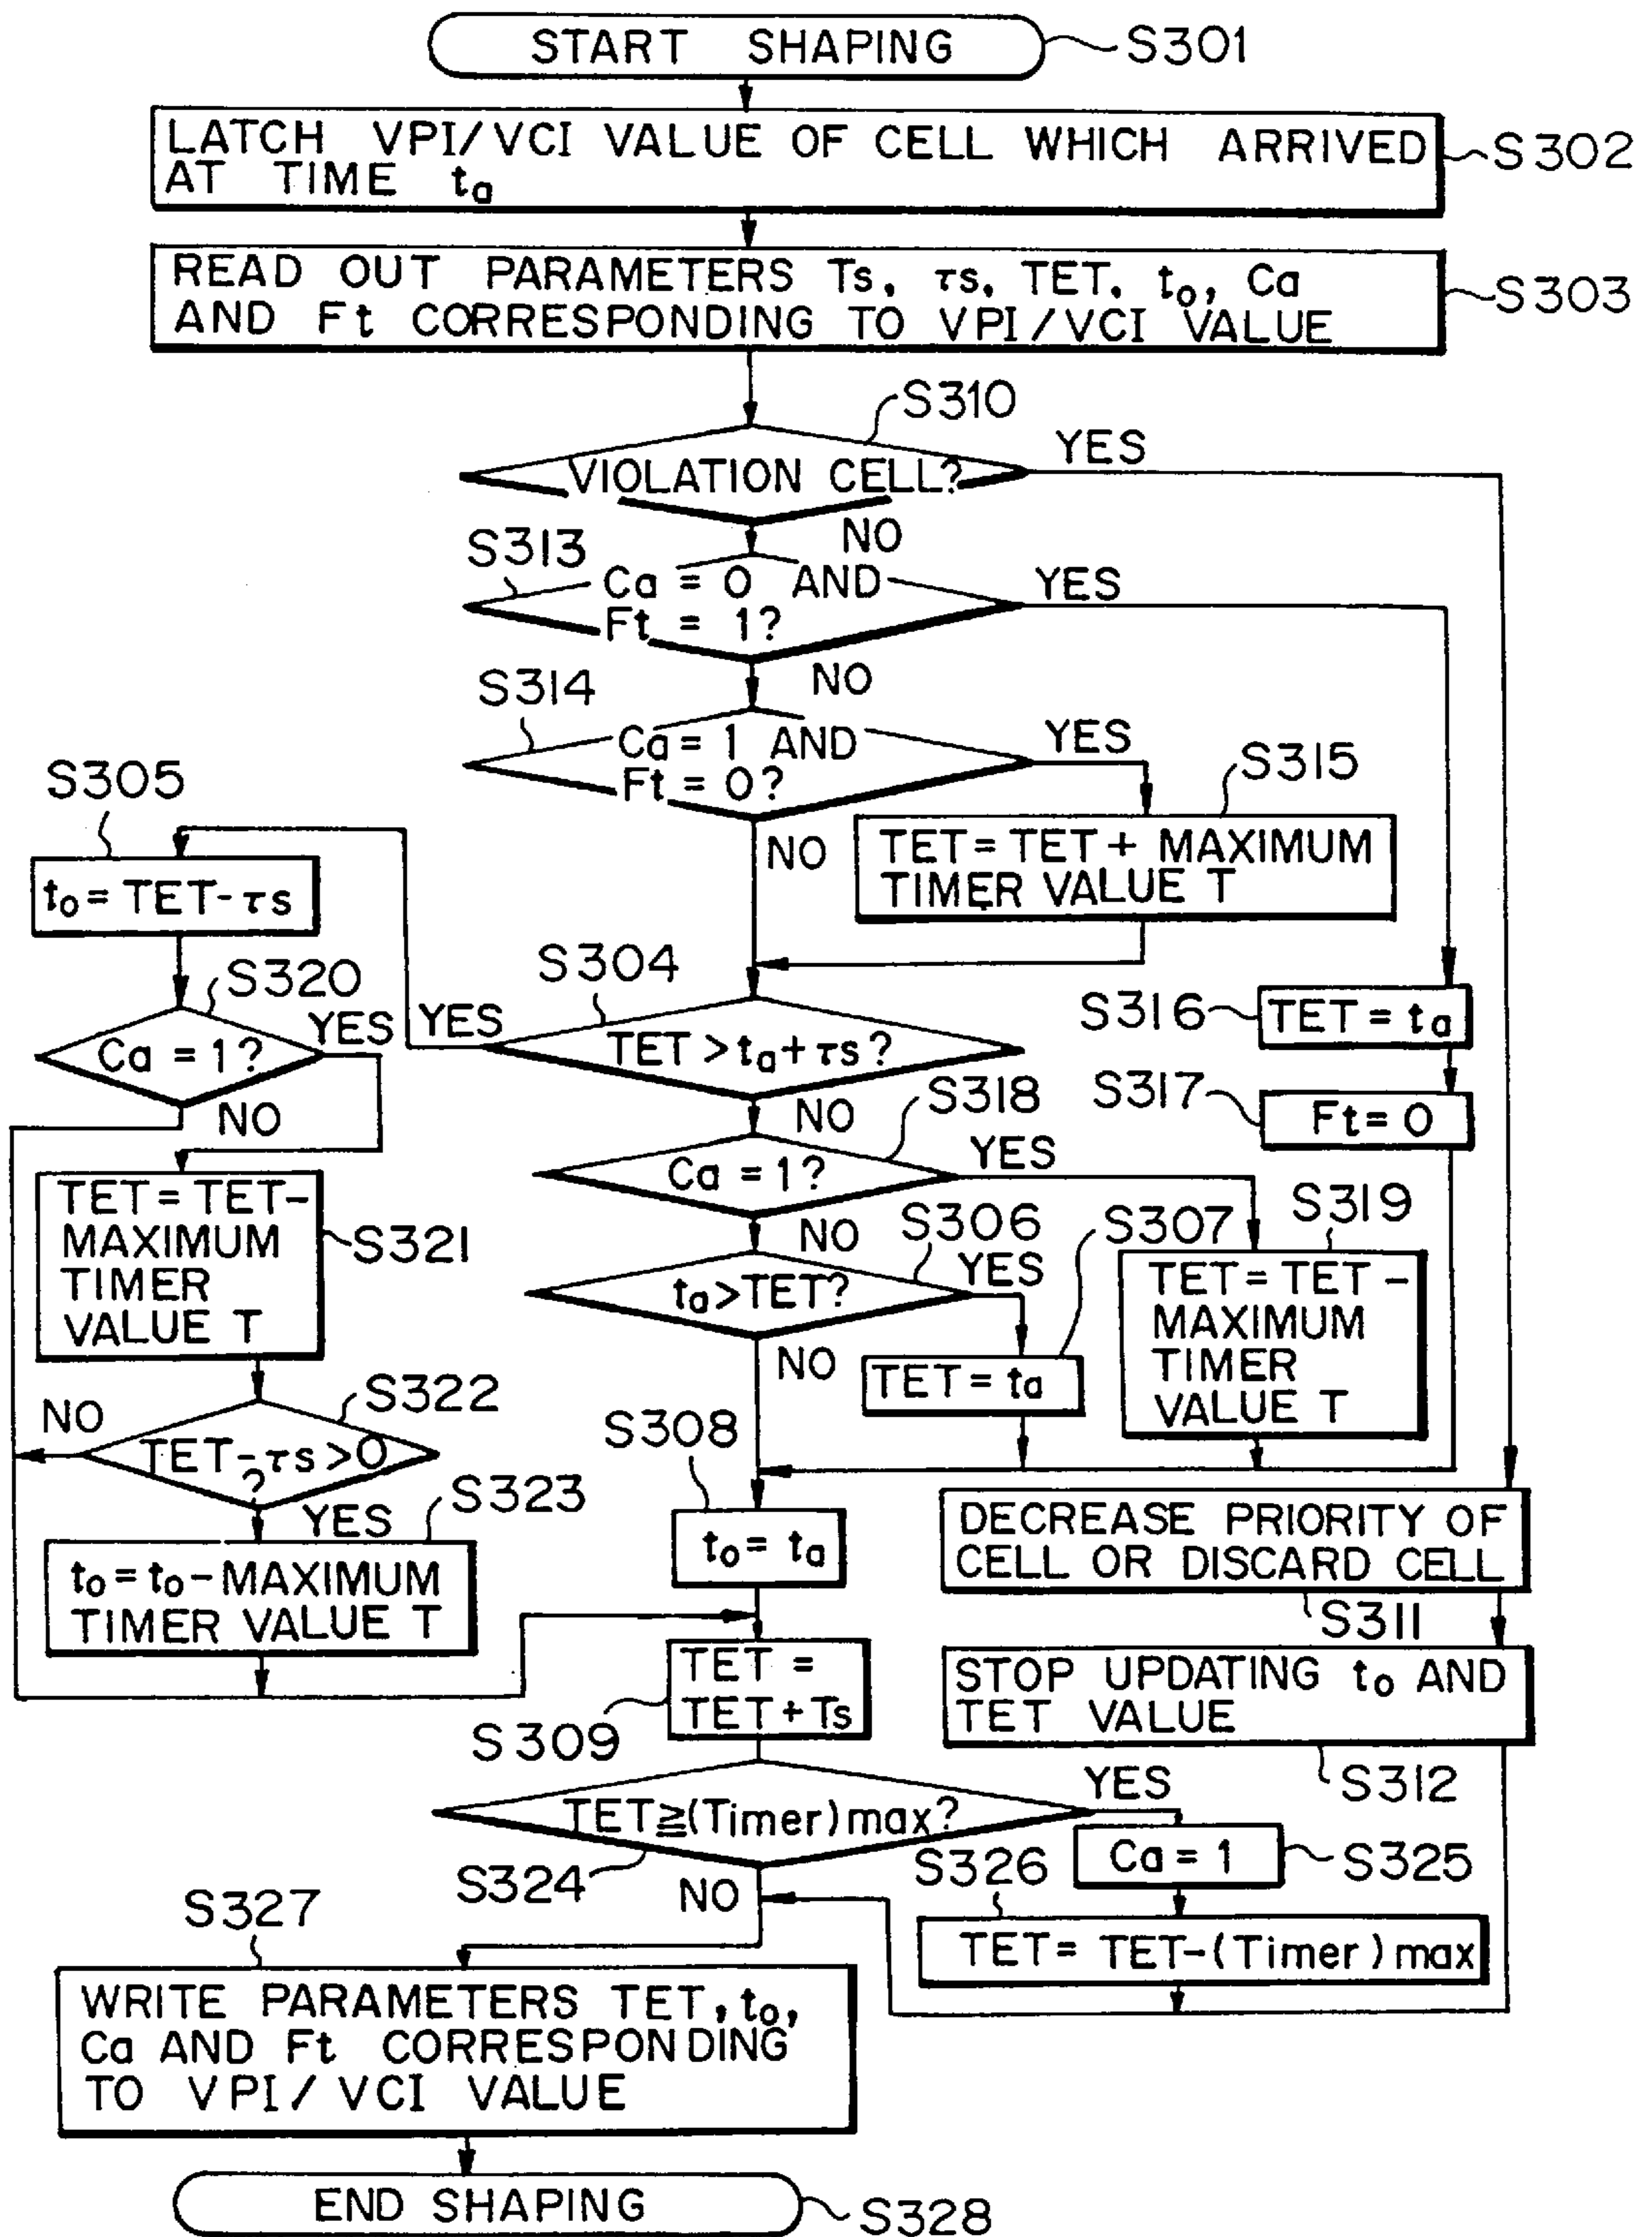 START SHAPING
S301
LATCH VPI/VCI VALUE OF CELL WHICH ARRIVED
AT TIME ta
S302
READ OUT PARAMETERS Ts, τs, TET, to, Ca
AND Ft CORRESPONDING TO VPI/VCI VALUE
S303
S310
VIOLATION CELL?
YES
NO
S313
Ca = 0 AND
Ft = 1?
YES
NO
S314
Ca = 1 AND
Ft = 0?
YES
NO
S315
TET = TET + MAXIMUM
TIMER VALUE T
S305
to = TET - τs
S304
TET > ta + τs?
YES
NO
S316
TET = ta
S317
Ft = 0
S320
Ca = 1?
YES
NO
S318
Ca = 1?
YES
NO
S321
TET = TET -
MAXIMUM
TIMER
VALUE T
S306
ta > TET?
YES
NO
S307
TET = ta
S319
TET = TET -
MAXIMUM
TIMER
VALUE T
S322
TET - τs > 0
?
NO
YES
S323
to = to - MAXIMUM
TIMER VALUE T
S308
to = ta
DECREASE PRIORITY OF
CELL OR DISCARD CELL
S311
STOP UPDATING to AND
TET VALUE
S312
TET =
TET + Ts
S309
TET ≧ (Timer) max?
YES
NO
S324
Ca = 1
S325
S326
TET = TET - (Timer) max
S327
WRITE PARAMETERS TET, to,
Ca AND Ft CORRESPONDING
TO VPI / VCI VALUE
END SHAPING
S328